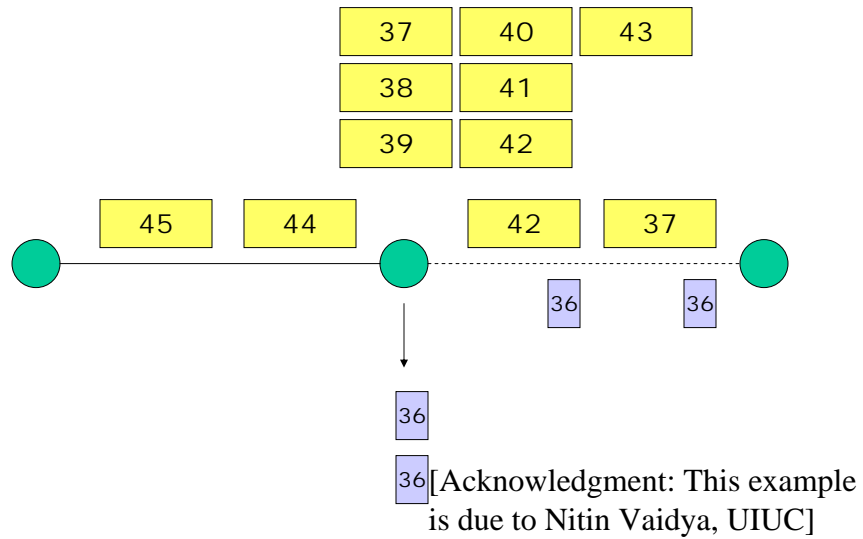 37 40 43
38 41
39 42
45 44 42 37
36 36
36
36
[Acknowledgment: This example
is due to Nitin Vaidya, UIUC]